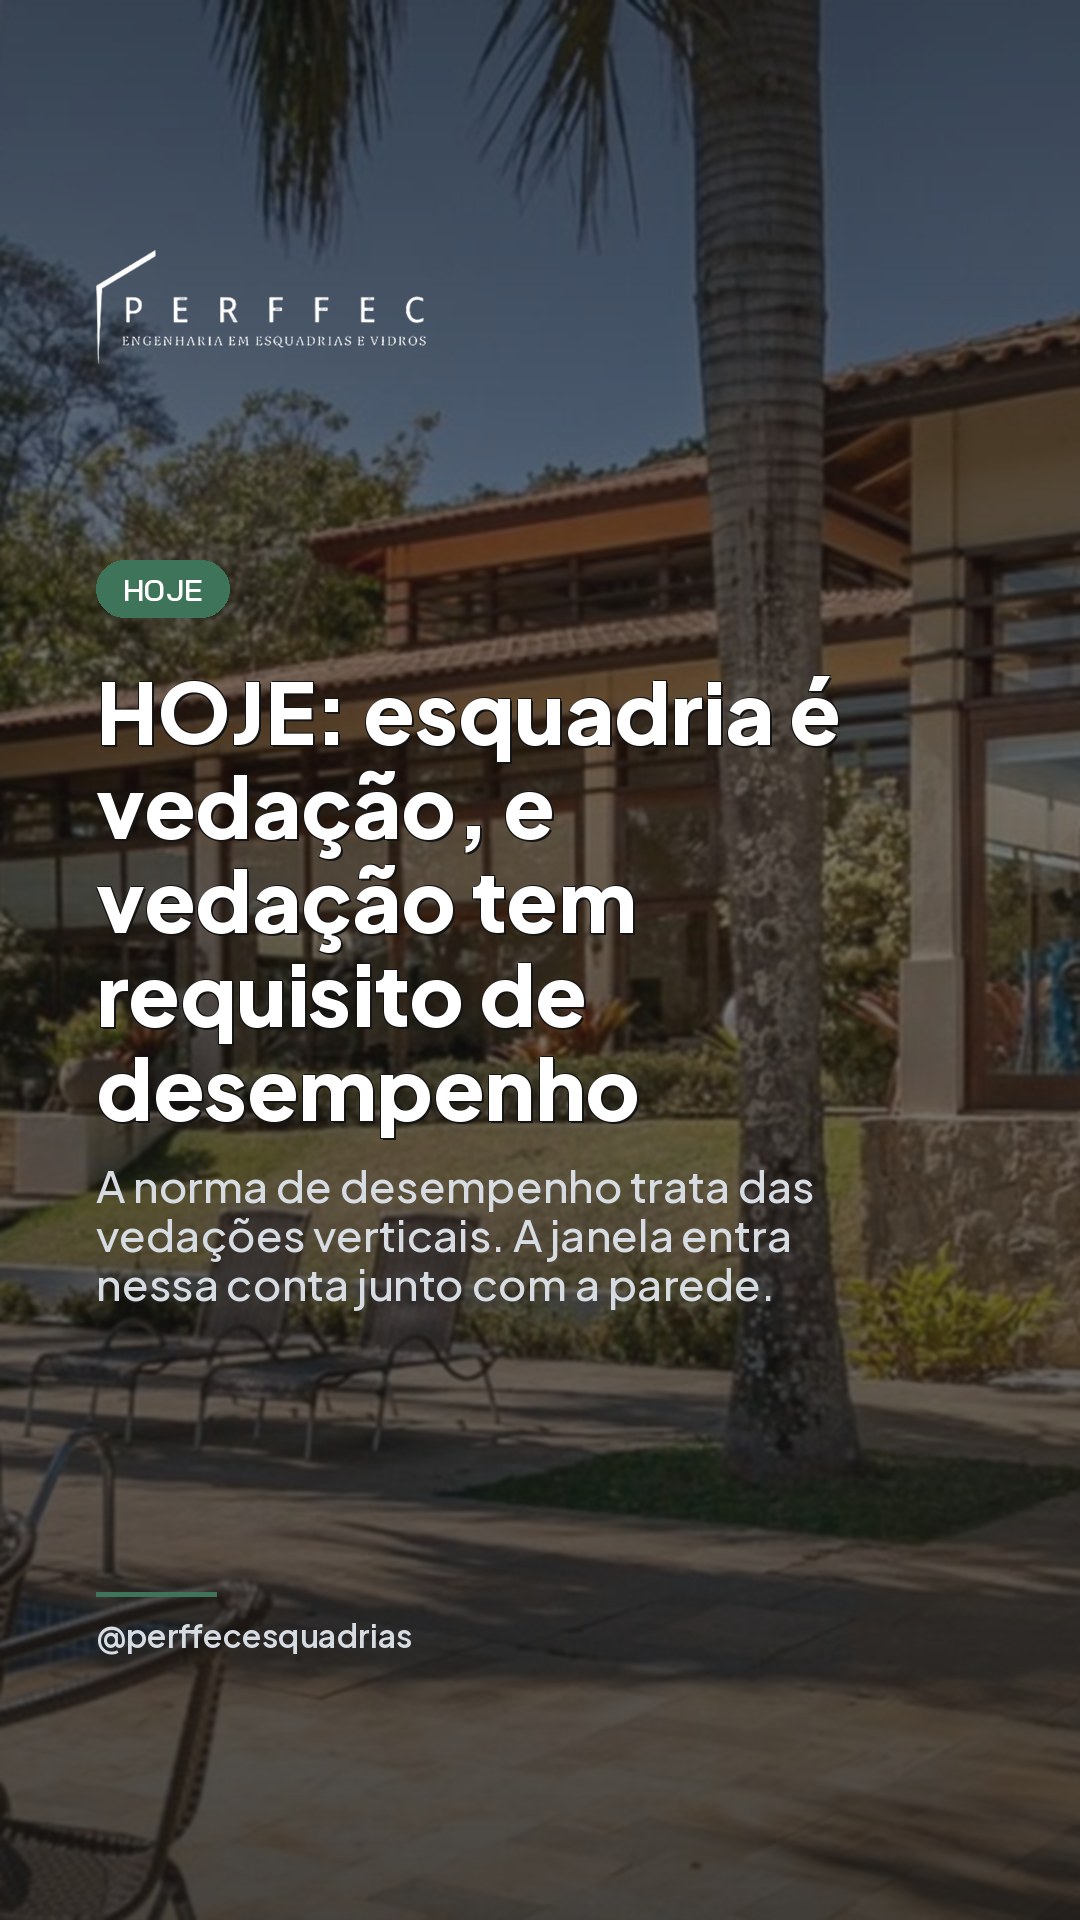 PERFFEC
ENGENHARIA EM ESQUADRIAS E VIDROS
HOJE
HOJE: esquadria é
vedação, e
vedação tem
requisito de
desempenho
A norma de desempenho trata das
vedações verticais. A janela entra
nessa conta junto com a parede.
@perffecesquadrias